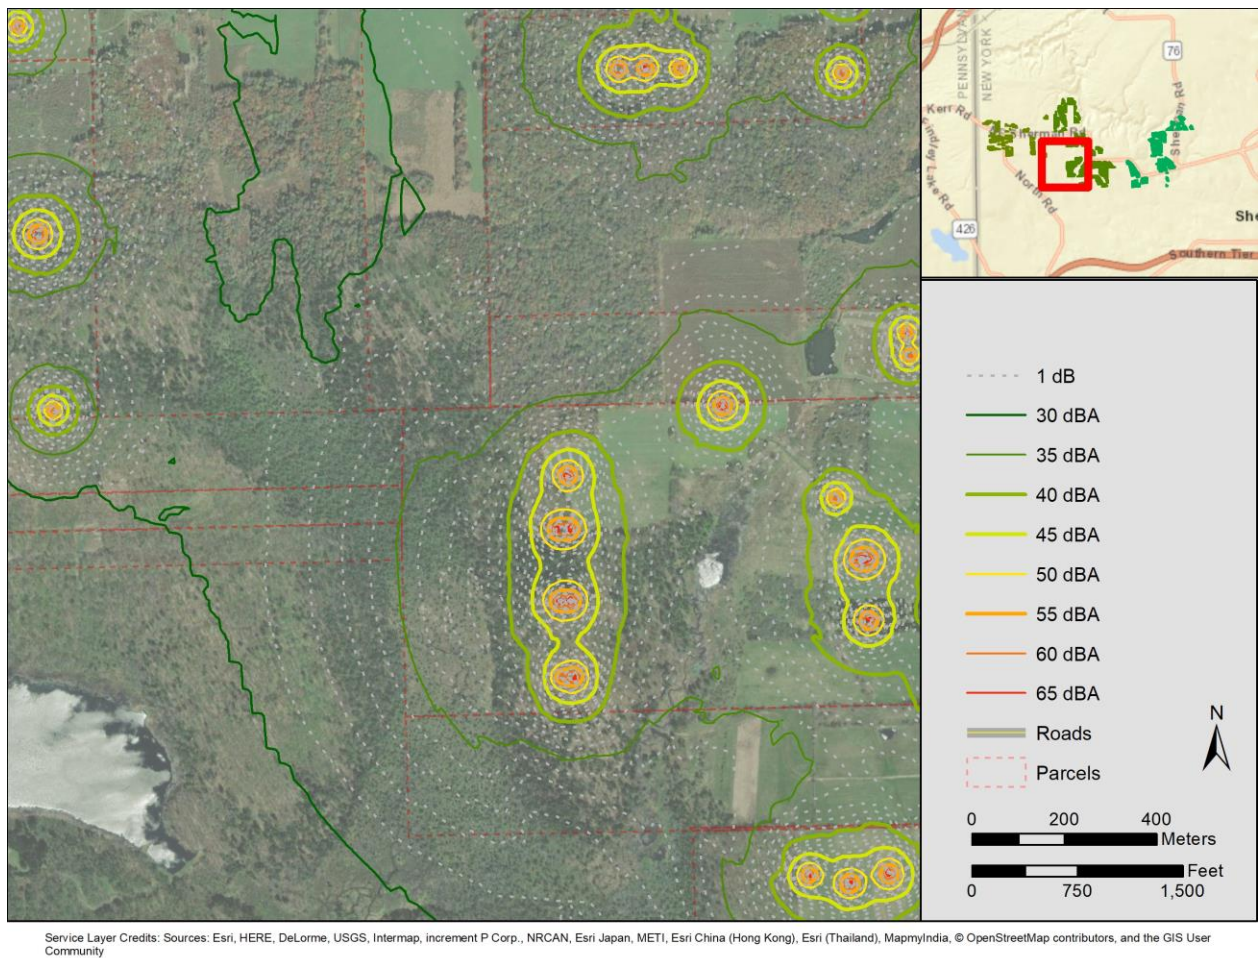 PENNSYLVAN
NEW YORK
76
Kerr Rd
Sherman Rd
Findley Lake Rd
North Rd
426
She
Southern Tier
1 dB
30 dBA
35 dBA
40 dBA
45 dBA
50 dBA
55 dBA
60 dBA
65 dBA
Roads
Parcels
N
0 200 400
Meters
Feet
0 750 1,500
Service Layer Credits: Sources: Esri, HERE, DeLorme, USGS, Intermap, increment P Corp., NRCAN, Esri Japan, METI, Esri China (Hong Kong), Esri (Thailand), MapmyIndia, © OpenStreetMap contributors, and the GIS User
Community